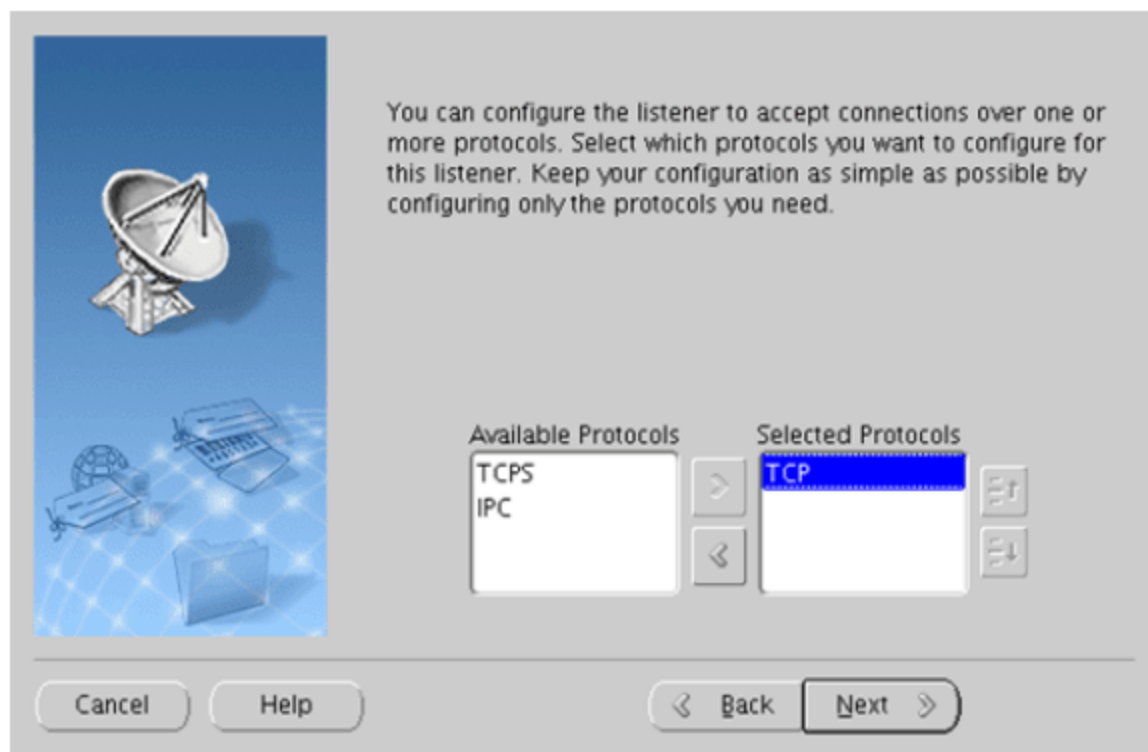 You can configure the listener to accept connections over one or
more protocols. Select which protocols you want to configure for
this listener. Keep your configuration as simple as possible by
configuring only the protocols you need.
Available Protocols
Selected Protocols
TCPS
IPC
TCP
Cancel
Help
Back
Next